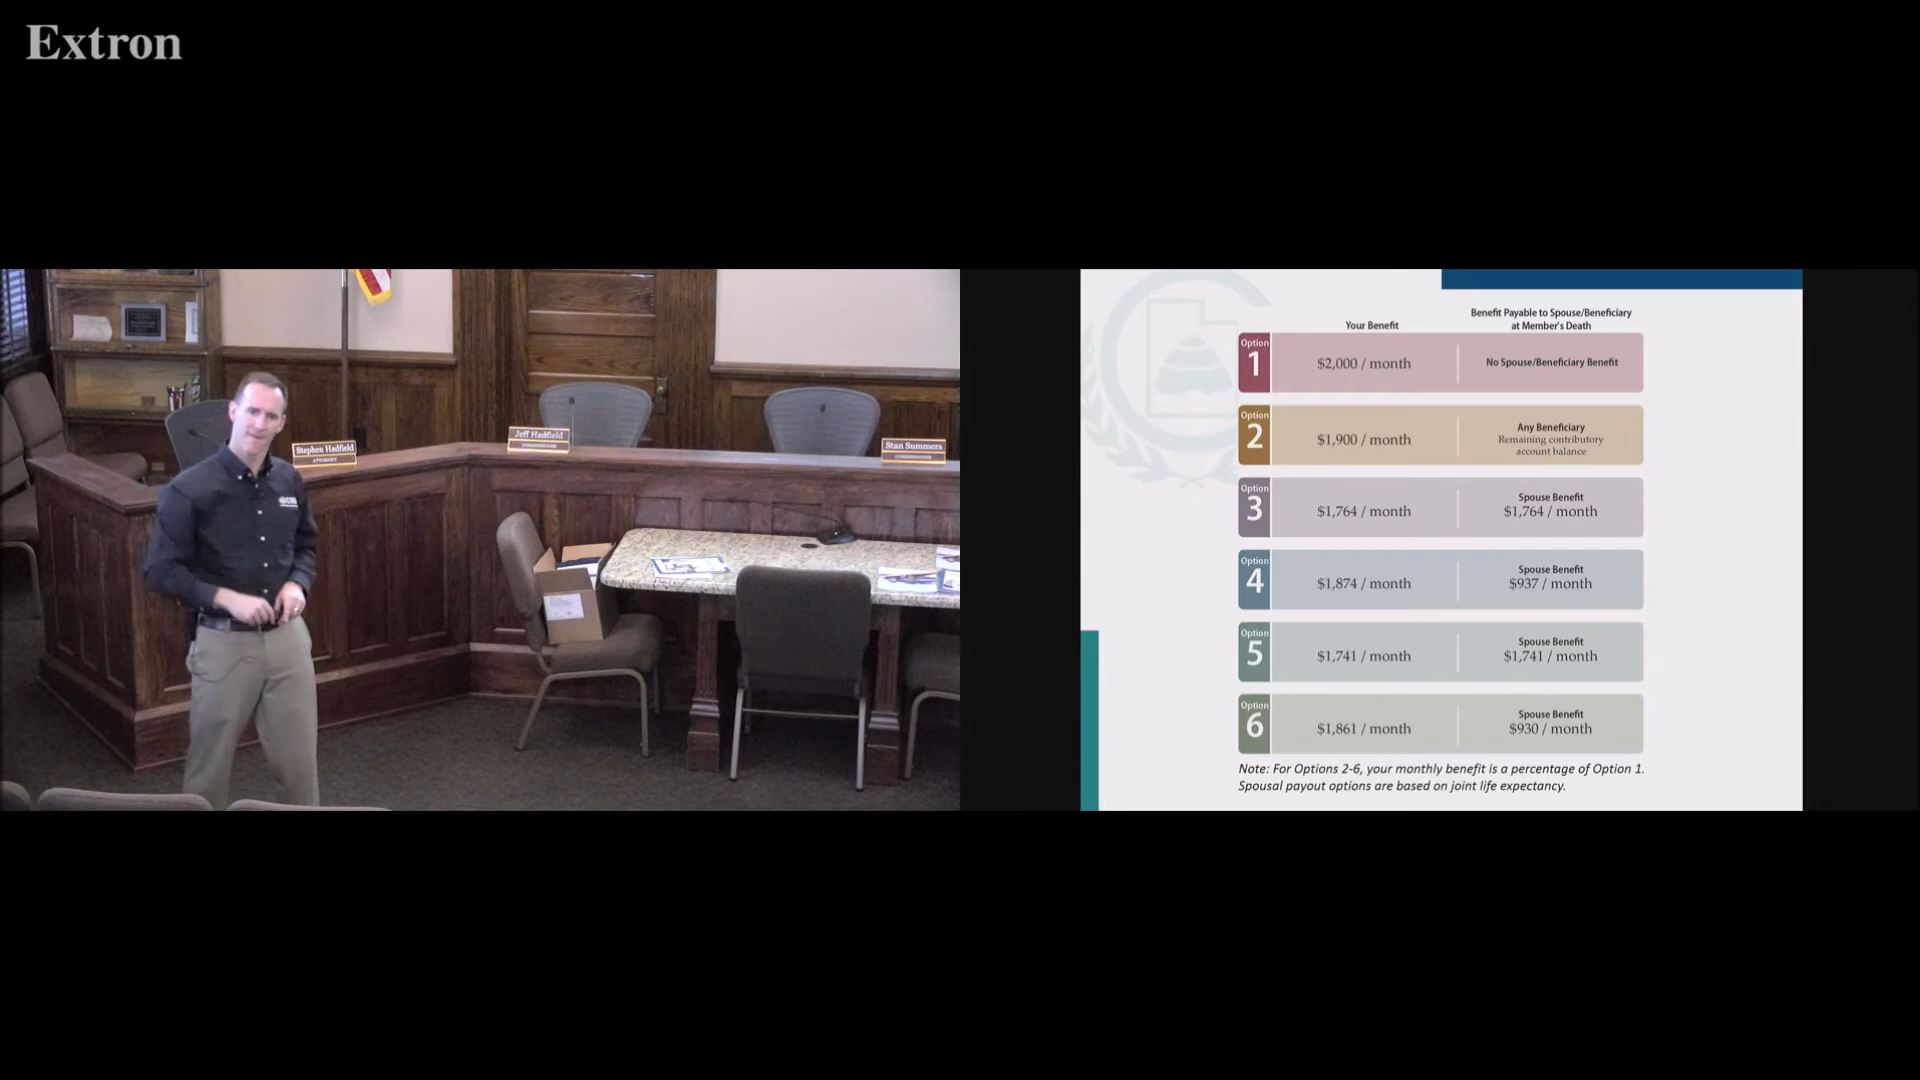 Extron
Stephen Hadfield
ATTORNEY
Jeff Hadfield
COMMISSIONER
Stan Summers
COMMISSIONER
Your Benefit
Benefit Payable to Spouse/Beneficiary
at Member's Death
Option
1
$2,000 / month
No Spouse/Beneficiary Benefit
Option
2
$1,900 / month
Any Beneficiary
Remaining contributory
account balance
Option
3
$1,764 / month
Spouse Benefit
$1,764 / month
Option
4
$1,874 / month
Spouse Benefit
$937 / month
Option
5
$1,741 / month
Spouse Benefit
$1,741 / month
Option
6
$1,861 / month
Spouse Benefit
$930 / month
Note: For Options 2-6, your monthly benefit is a percentage of Option 1.
Spousal payout options are based on joint life expectancy.